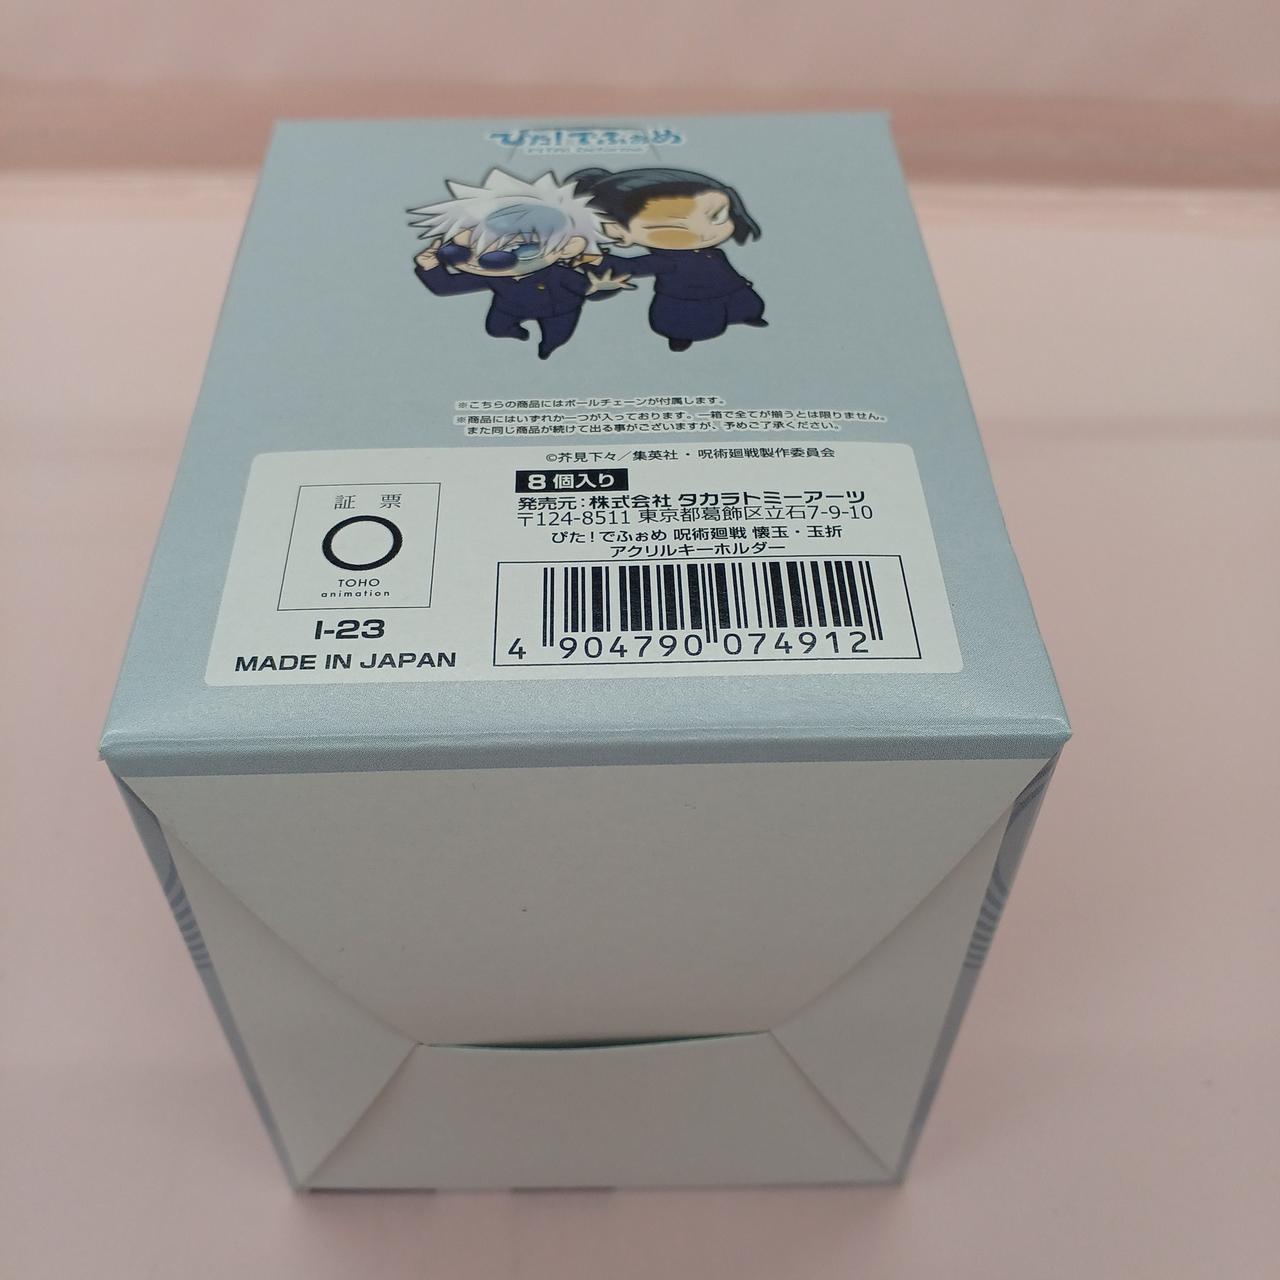 ぴた!でふぉめ
PITA! DeFORME
※こちらの商品にはボールチェーンが付属します。
※商品にはいずれか一つが入っております。一箱で全てが揃うとは限りません。
また同じ商品が続けて出る事がございますが、予めご了承ください。
©芥見下々/集英社・呪術廻戦製作委員会
8個入り
発売元:株式会社 タカラトミーアーツ
〒124-8511 東京都葛飾区立石7-9-10
ぴた!でふぉめ 呪術廻戦 懐玉・玉折
アクリルキーホルダー
証 票
TOHO
animation
I-23
MADE IN JAPAN
4 904790 074912